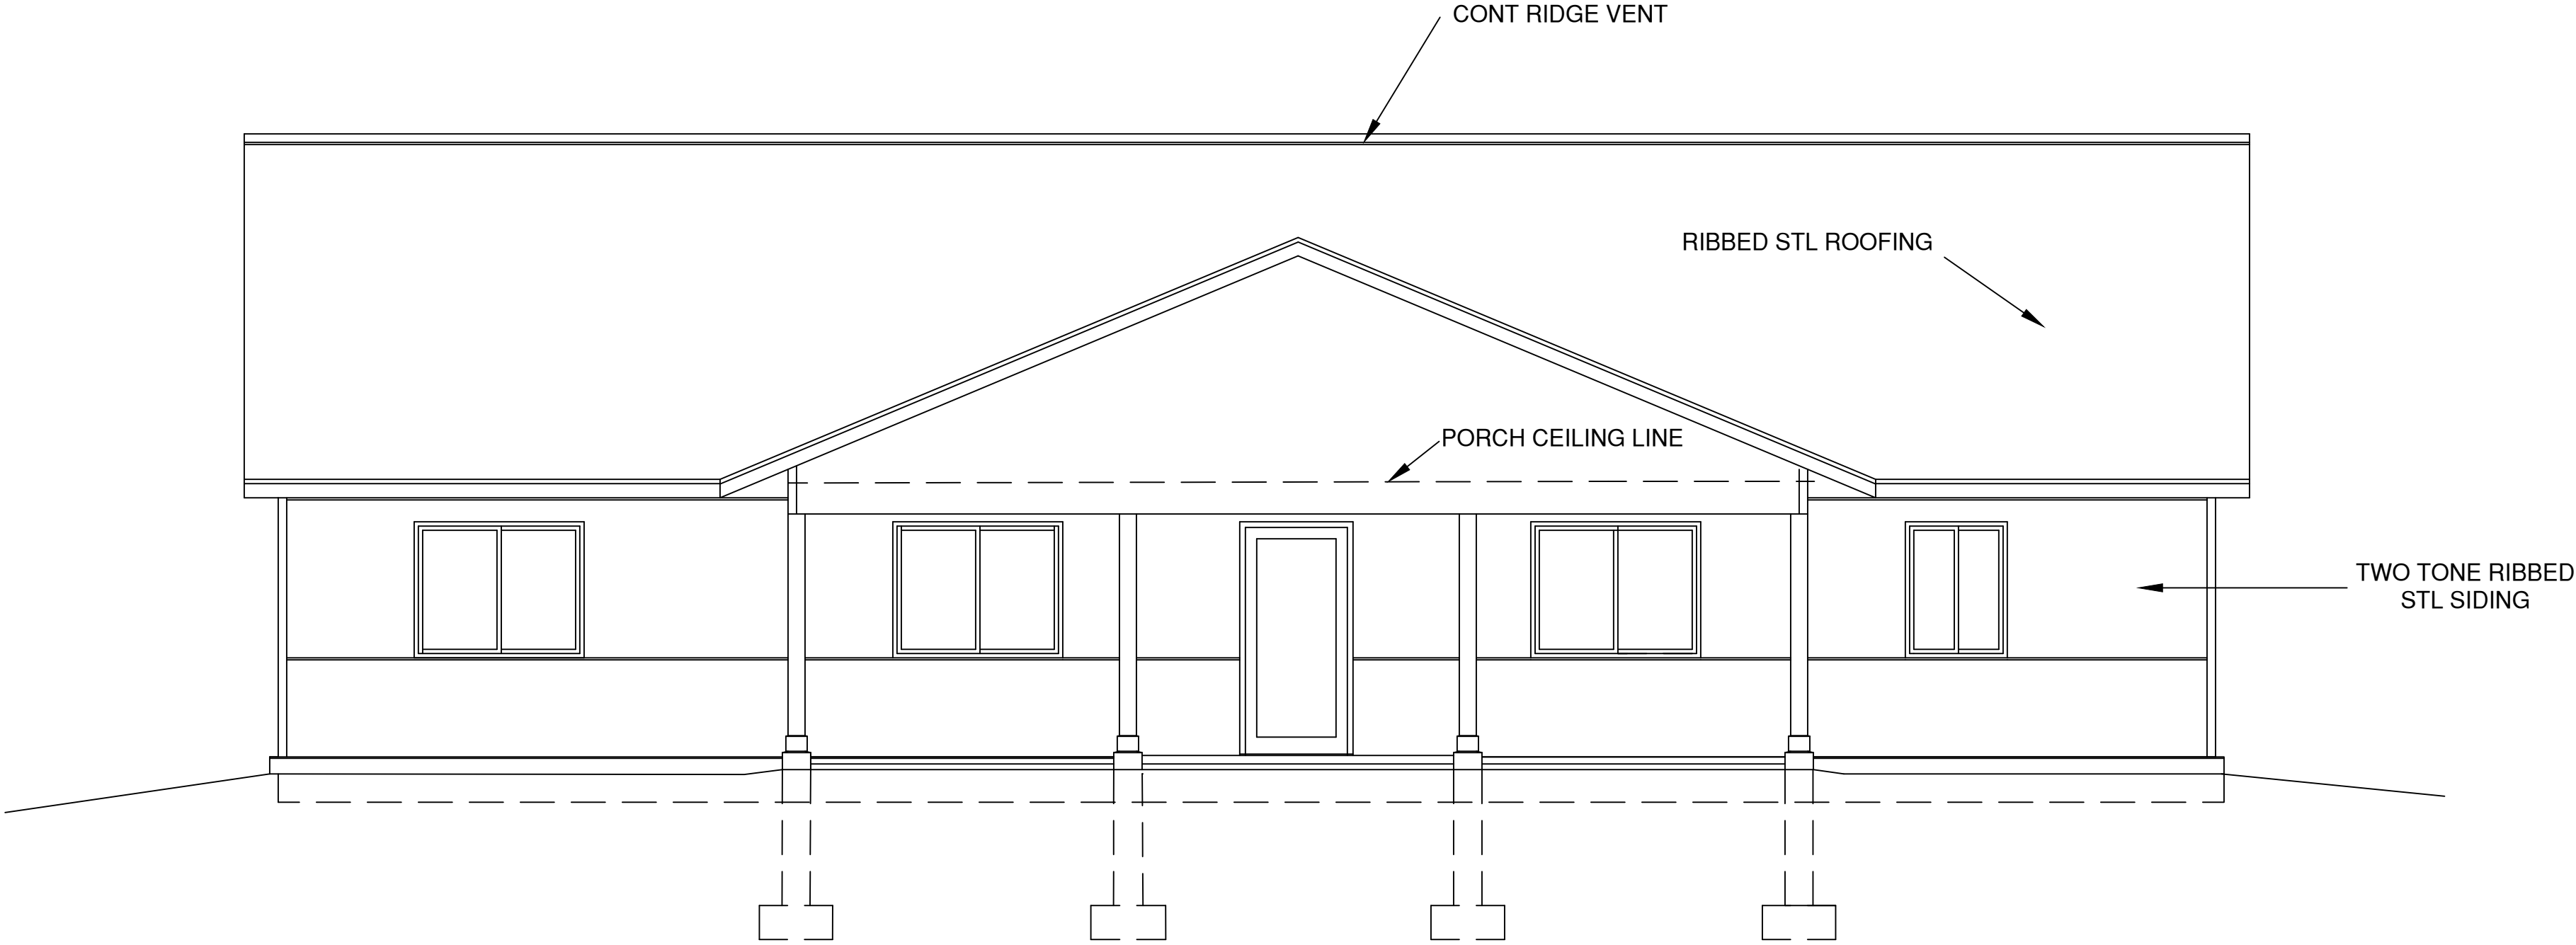 CONT RIDGE VENT
RIBBED STL ROOFING
PORCH CEILING LINE
TWO TONE RIBBED
STL SIDING